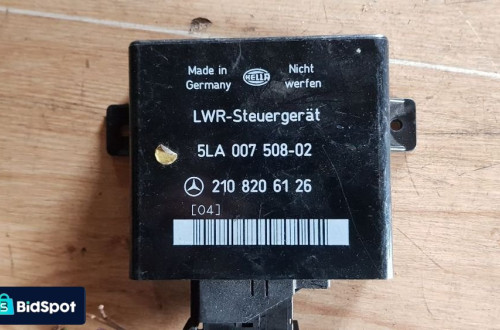 Made in
Germany
HELLA
Nicht
werfen
LWR-Steuergerät
5LA 007 508-02
210 820 61 26
[04]
BidSpot